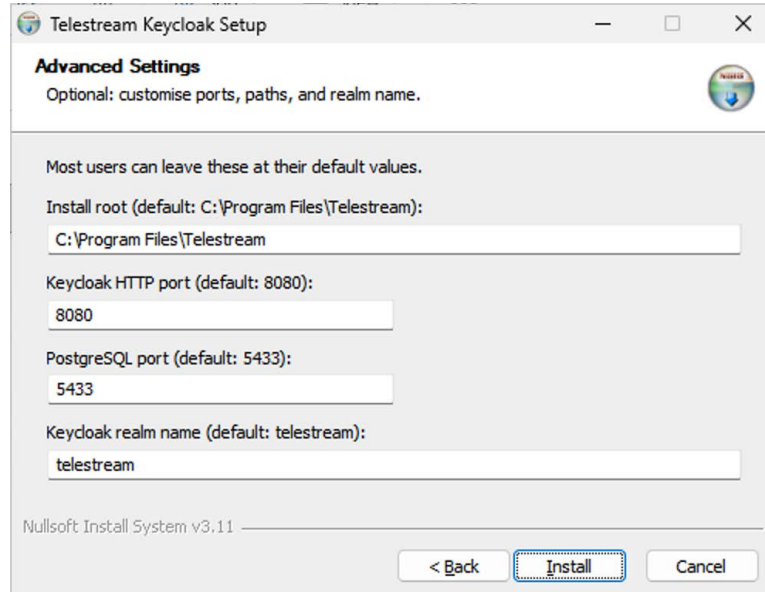 Telestream Keycloak Setup
Advanced Settings
Optional: customise ports, paths, and realm name.
Most users can leave these at their default values.
Install root (default: C:\Program Files\Telestream):
C:\Program Files\Telestream
Keycloak HTTP port (default: 8080):
8080
PostgreSQL port (default: 5433):
5433
Keycloak realm name (default: telestream):
telestream
Nullsoft Install System v3.11
< Back
Install
Cancel